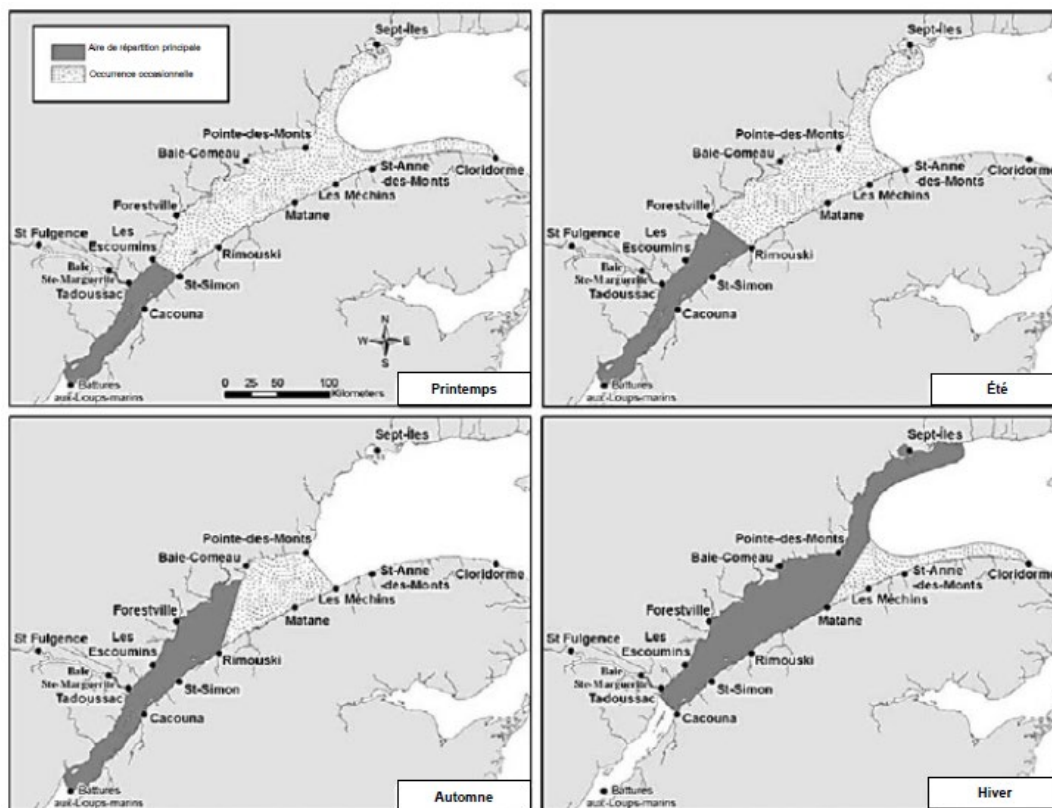 Aire de répartition principale
Occurrence occasionnelle
Sept-Îles
Pointe-des-Monts
Baie-Comeau
St-Anne
-des-Monts
Cloridorme
Les Méchins
Forestville
Matane
St Fulgence
Les
Escoumins
Rimouski
Baie
Ste-Marguerite
Tadoussac
St-Simon
Cacouna
N
W E
S
Battures
aux-Loups-marins
0 25 50 100
Kilometers
Printemps
Sept-Îles
Pointe-des-Monts
Baie-Comeau
St-Anne
-des-Monts
Cloridorme
Les Méchins
Forestville
Matane
St Fulgence
Les
Escoumins
Rimouski
Baie
Ste-Marguerite
Tadoussac
St-Simon
Cacouna
Battures
aux-Loups-marins
Été
Sept-Îles
Pointe-des-Monts
Baie-Comeau
St-Anne
-des-Monts
Cloridorme
Les Méchins
Forestville
Matane
St Fulgence
Les
Escoumins
Rimouski
Baie
Ste-Marguerite
Tadoussac
St-Simon
Cacouna
Battures
aux-Loups-marins
Automne
Sept-Îles
Pointe-des-Monts
Baie-Comeau
St-Anne
-des-Monts
Cloridorme
Les Méchins
Forestville
Matane
St Fulgence
Les
Escoumins
Rimouski
Baie
Ste-Marguerite
Tadoussac
St-Simon
Cacouna
Battures
aux-Loups-marins
Hiver